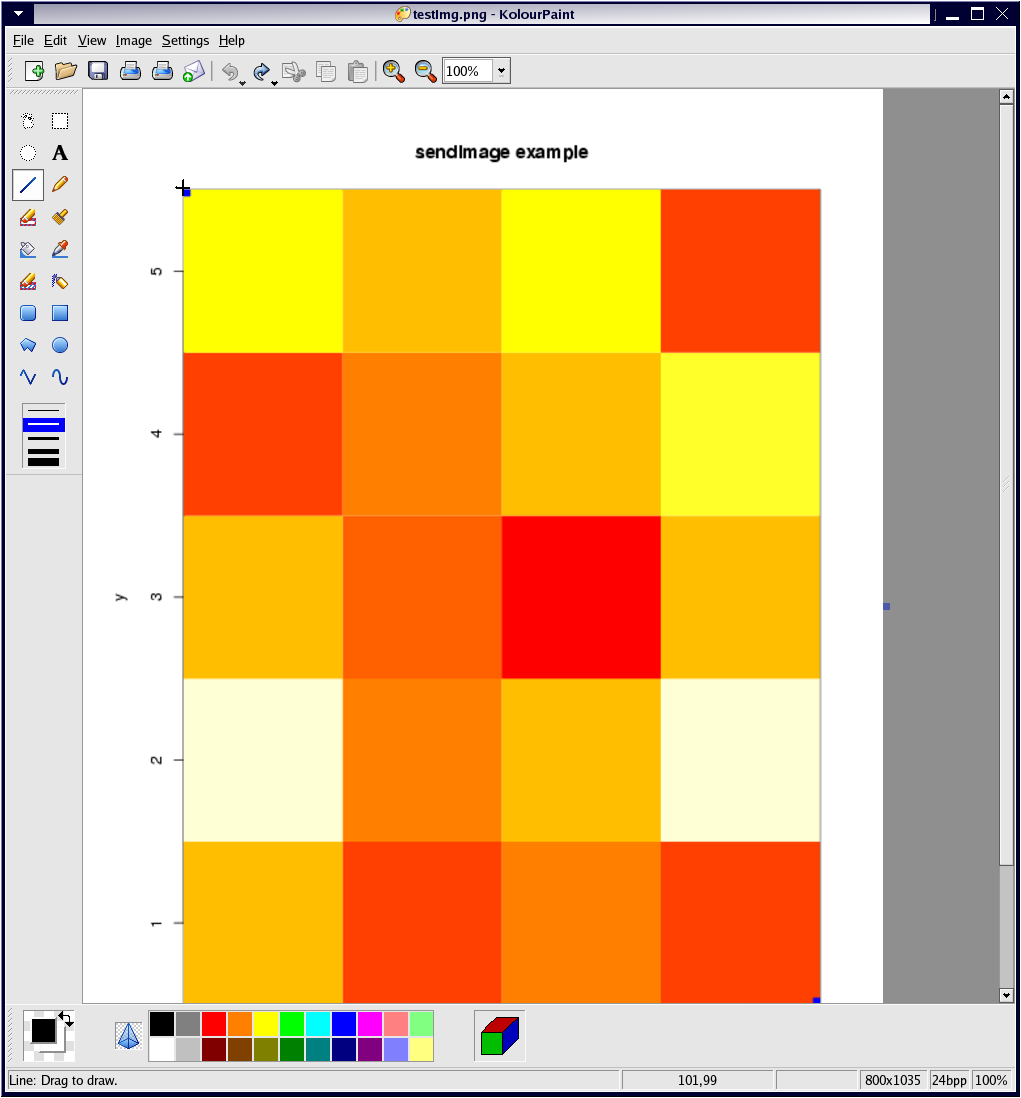 testImg.png - KolourPaint
File Edit View Image Settings Help
100%
A
sendImage example
5
4
y
3
2
1
Line: Drag to draw.
101,99
800x1035
24bpp
100%